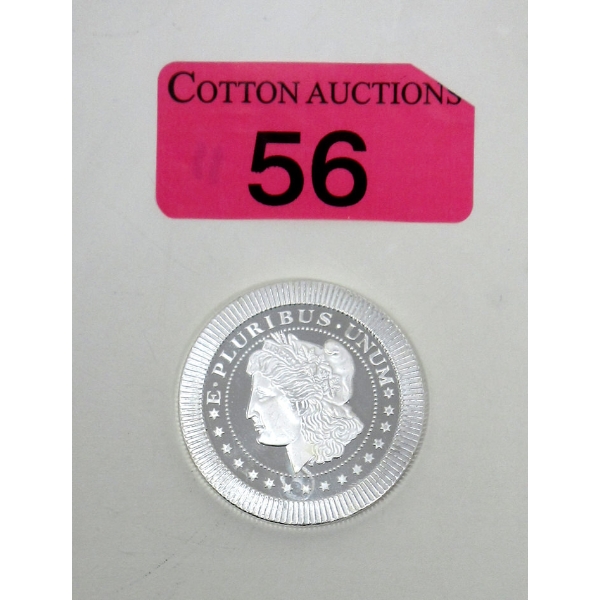 COTTON AUCTIONS
56
E · PLURIBUS · UNUM